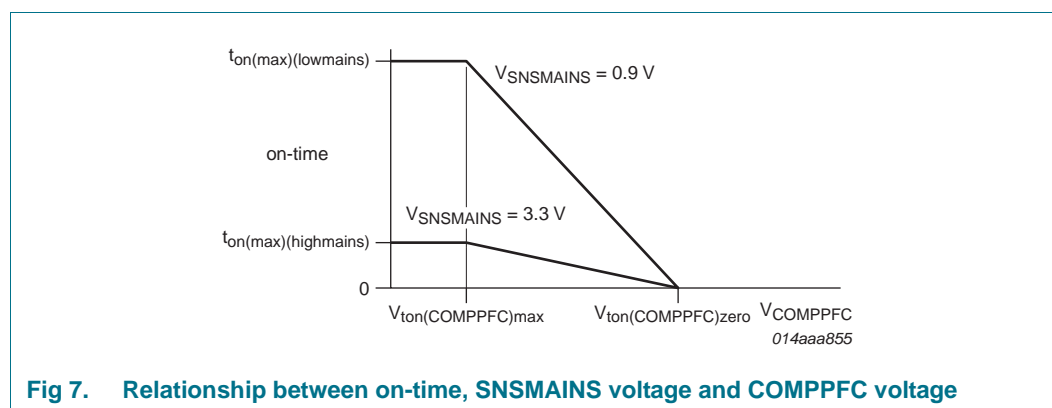 ton(max)(lowmains)
VSNSMAINS = 0.9 V
on-time
VSNSMAINS = 3.3 V
ton(max)(highmains)
0
Vton(COMPPFC)max
Vton(COMPPFC)zero
VCOMPPFC
014aaa855
Fig 7. Relationship between on-time, SNSMAINS voltage and COMPPFC voltage